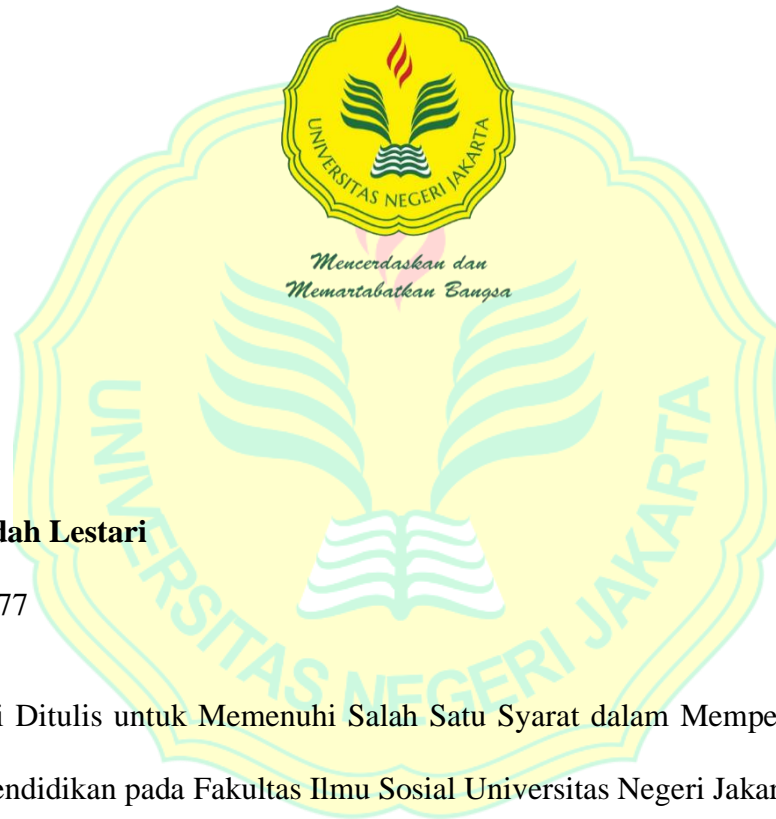 UNIVERSITAS NEGERI JAKARTA
Mencerdaskan dan
Memartabatkan Bangsa
UNIVERSITAS NEGERI JAKARTA
dah Lestari
77
i Ditulis untuk Memenuhi Salah Satu Syarat dalam Mempe
endidikan pada Fakultas Ilmu Sosial Universitas Negeri Jakar